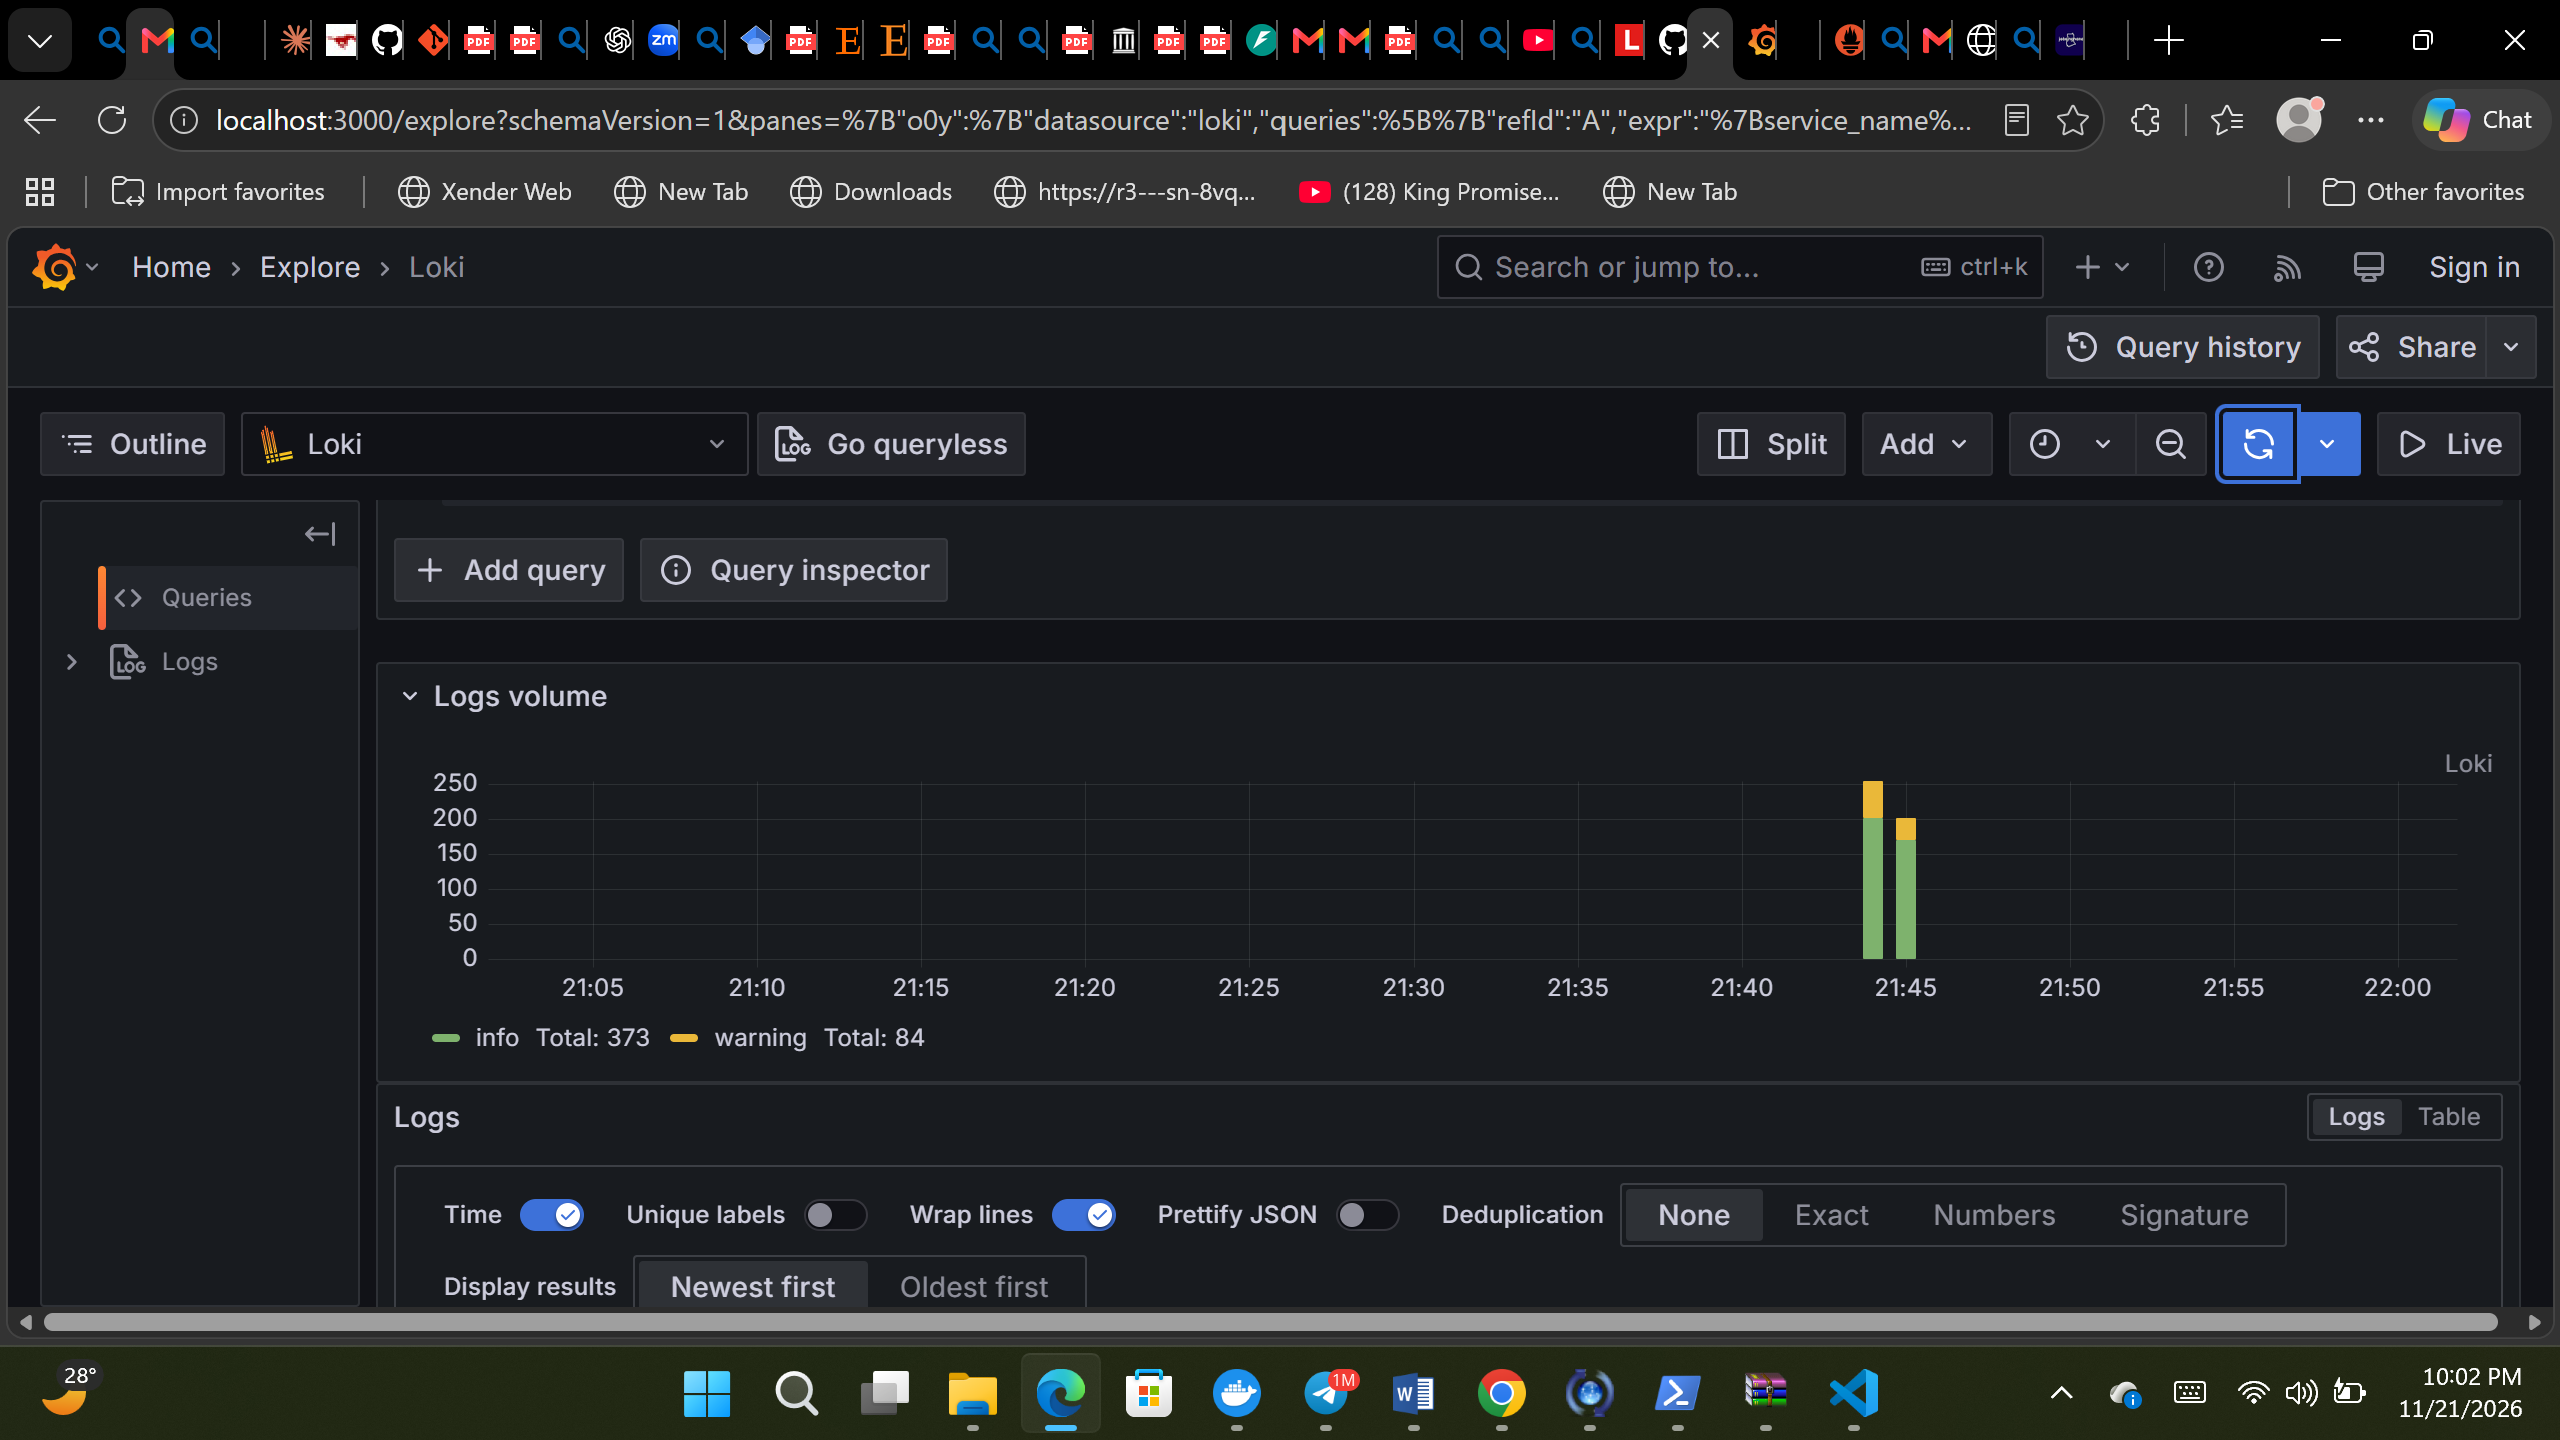 localhost:3000/explore?schemaVersion=1&panes=%7B"o0y":%7B"datasource":"loki","queries":%5B%7B"refId":"A","expr":"%7Bservice_name%...
Chat
Import favorites
Xender Web
New Tab
Downloads
https://r3---sn-8vq...
(128) King Promise...
New Tab
Other favorites
Home › Explore › Loki
Search or jump to...
ctrl+k
Sign in
Query history
Share
Outline
Loki
Go queryless
Split
Add
Live
Queries
Logs
Add query
Query inspector
Logs volume
Loki
250
200
150
100
50
0
21:05 21:10 21:15 21:20 21:25 21:30 21:35 21:40 21:45 21:50 21:55 22:00
info Total: 373 warning Total: 84
Logs
Logs Table
Time Unique labels Wrap lines Prettify JSON Deduplication None Exact Numbers Signature
Display results Newest first Oldest first
28°
1M
10:02 PM
11/21/2026